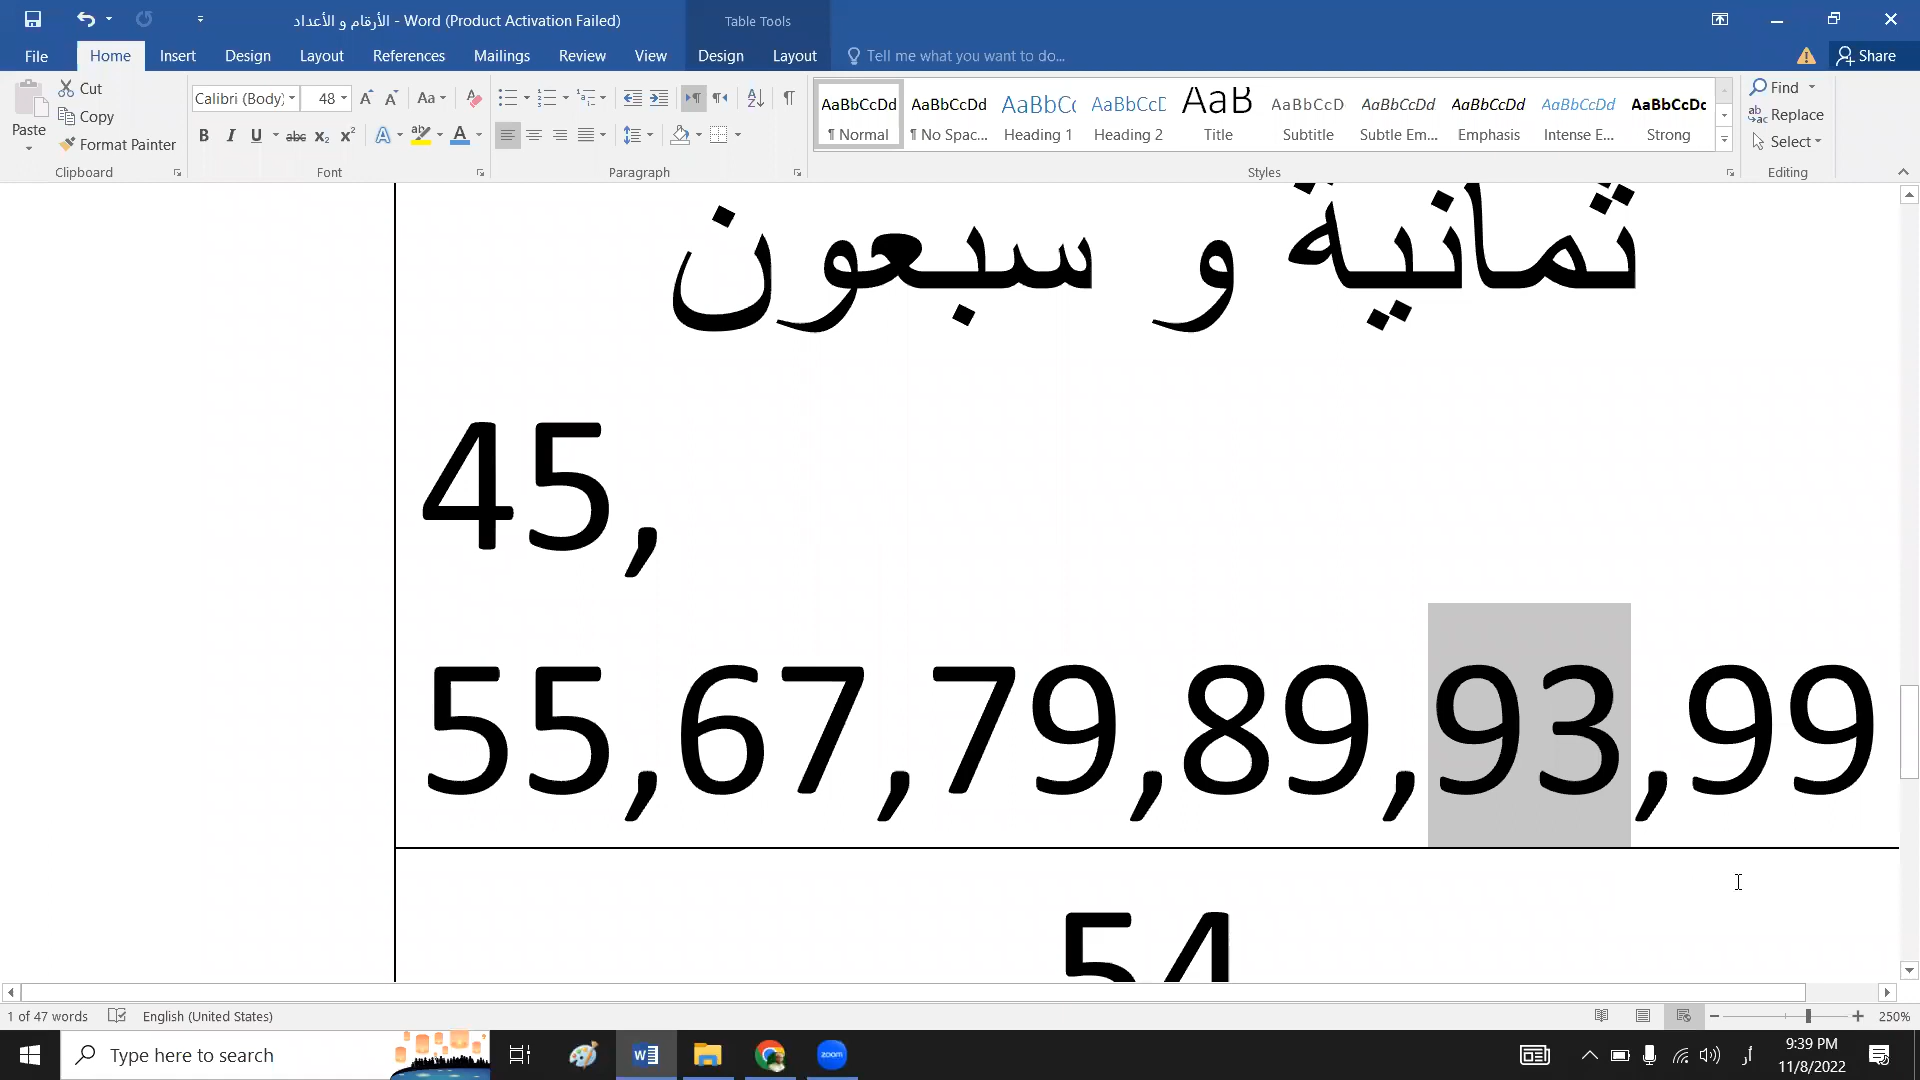 الأرقام و الأعداد - Word (Product Activation Failed)
Table Tools
File Home Insert Design Layout References Mailings Review View Design Layout Tell me what you want to do... Share
Paste
Cut
Copy
Format Painter
Clipboard
Calibri (Body) 48
Font
Paragraph
AaBbCcDd AaBbCcDd AaBbCc AaBbCcD AaB AaBbCcD AaBbCcDd AaBbCcDd AaBbCcDd AaBbCcDc
¶ Normal ¶ No Spac... Heading 1 Heading 2 Title Subtitle Subtle Em... Emphasis Intense E... Strong
Styles
Find
Replace
Select
Editing
ثمانية و سبعون
45,
55,67,79,89,93,99
54
1 of 47 words English (United States) 250%
Type here to search
zoom
9:39 PM
11/8/2022